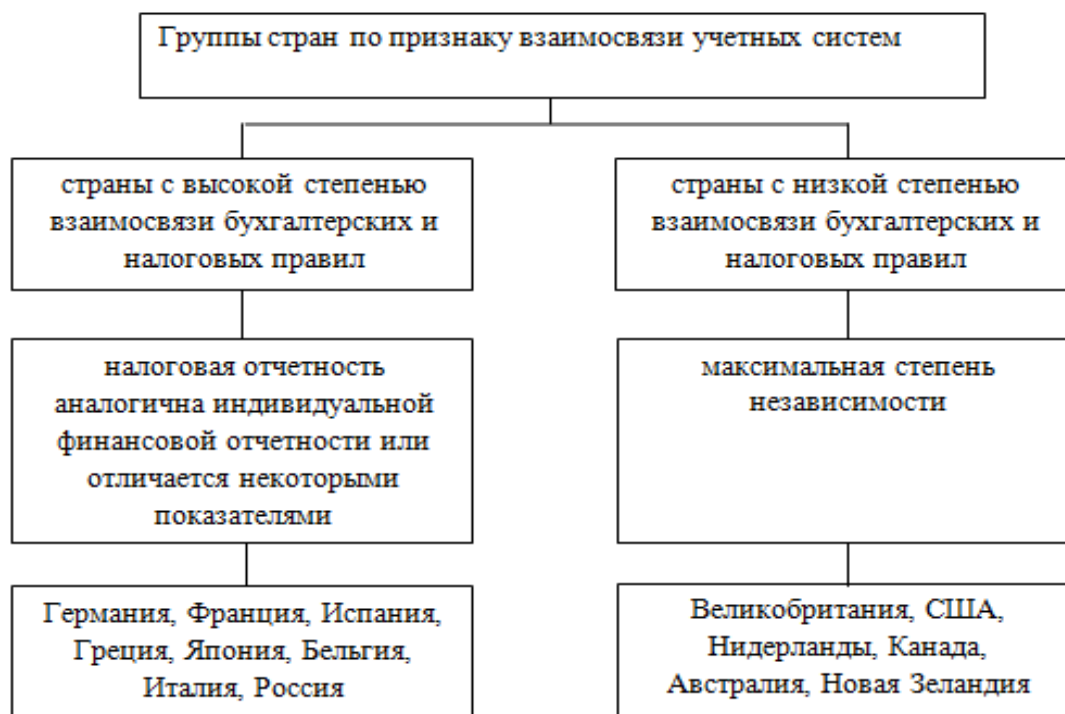 Группы стран по признаку взаимосвязи учетных систем
страны с высокой степенью
взаимосвязи бухгалтерских и
налоговых правил
страны с низкой степенью
взаимосвязи бухгалтерских и
налоговых правил
налоговая отчетность
аналогична индивидуальной
финансовой отчетности или
отличается некоторыми
показателями
максимальная степень
независимости
Германия, Франция, Испания,
Греция, Япония, Бельгия,
Италия, Россия
Великобритания, США,
Нидерланды, Канада,
Австралия, Новая Зеландия